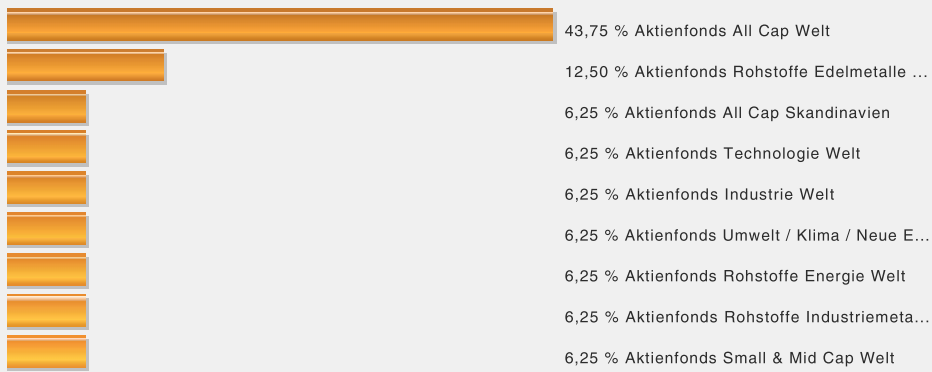 43,75 % Aktienfonds All Cap Welt
12,50 % Aktienfonds Rohstoffe Edelmetalle ...
6,25 % Aktienfonds All Cap Skandinavien
6,25 % Aktienfonds Technologie Welt
6,25 % Aktienfonds Industrie Welt
6,25 % Aktienfonds Umwelt / Klima / Neue E...
6,25 % Aktienfonds Rohstoffe Energie Welt
6,25 % Aktienfonds Rohstoffe Industriemeta...
6,25 % Aktienfonds Small & Mid Cap Welt